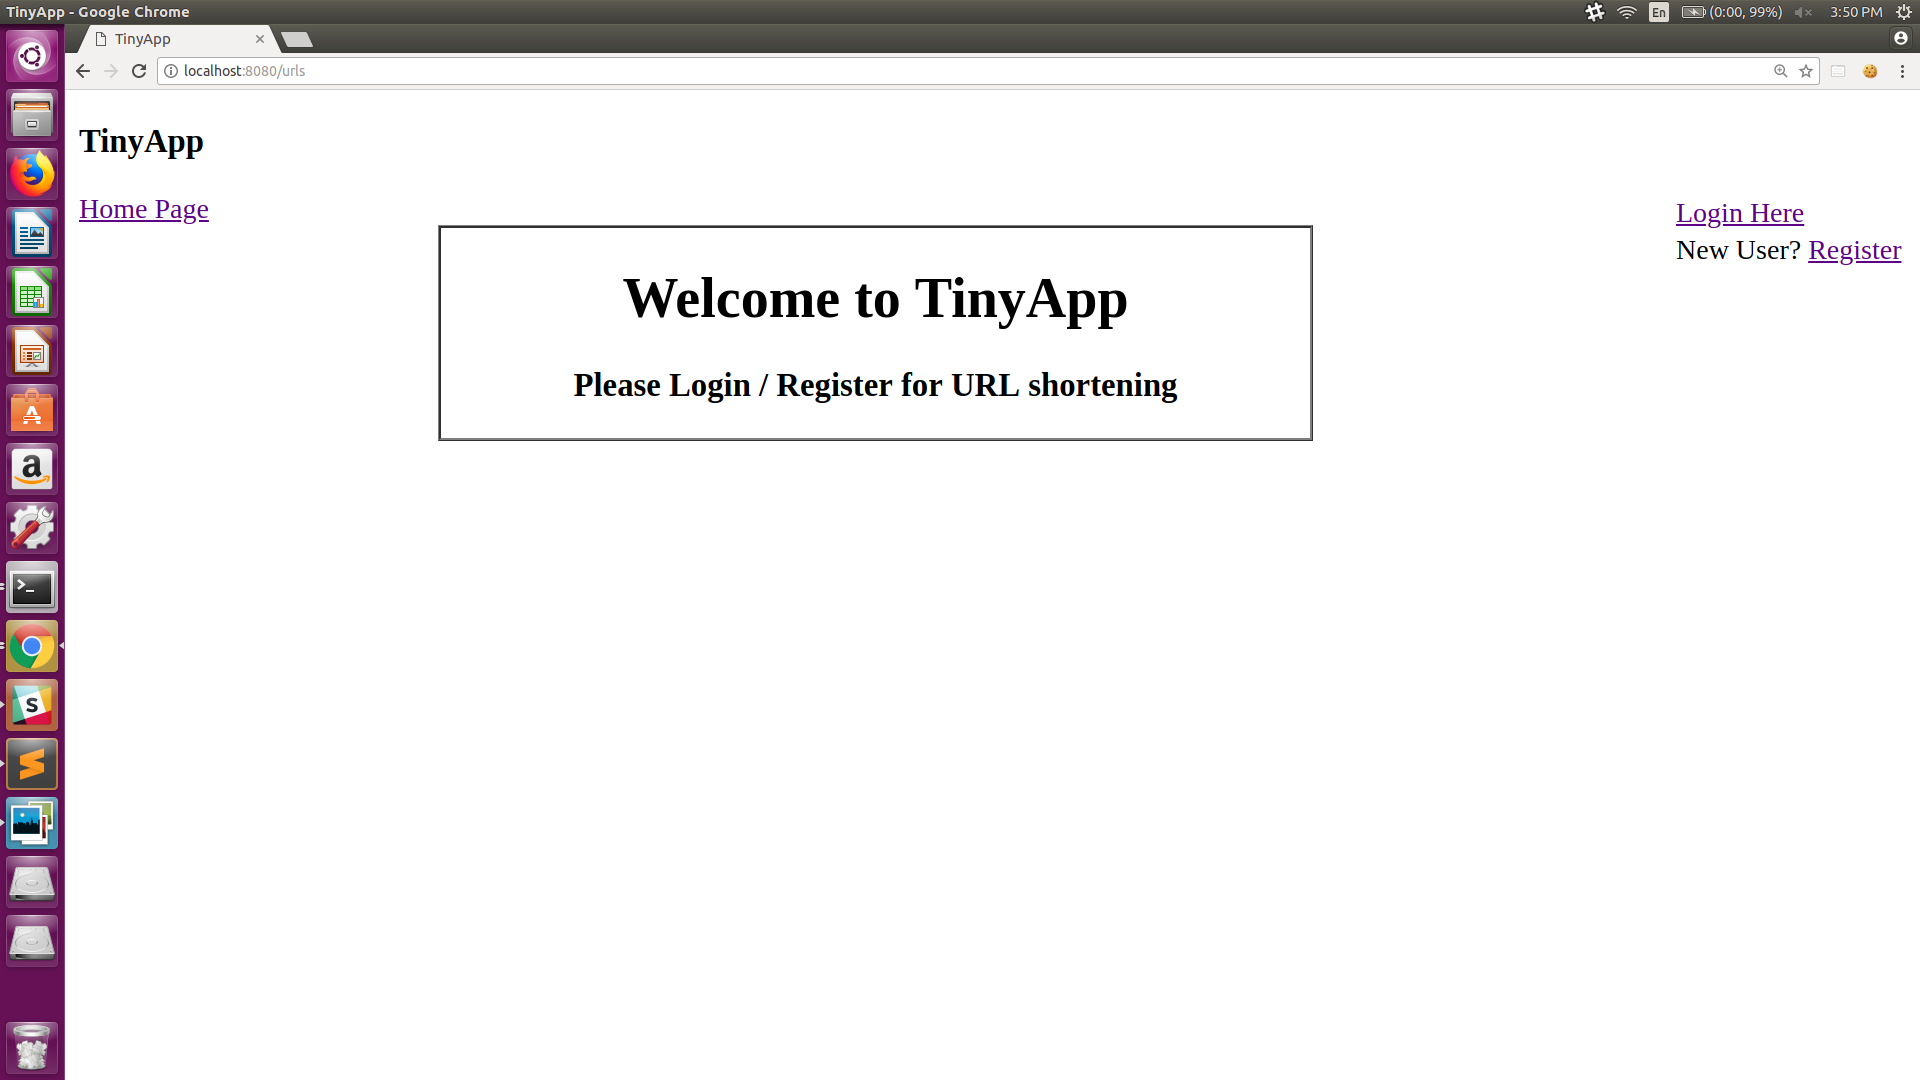 TinyApp - Google Chrome
En (0:00, 99%) 3:50 PM
TinyApp
localhost:8080/urls
TinyApp
Home Page
Login Here
New User? Register
Welcome to TinyApp
Please Login / Register for URL shortening